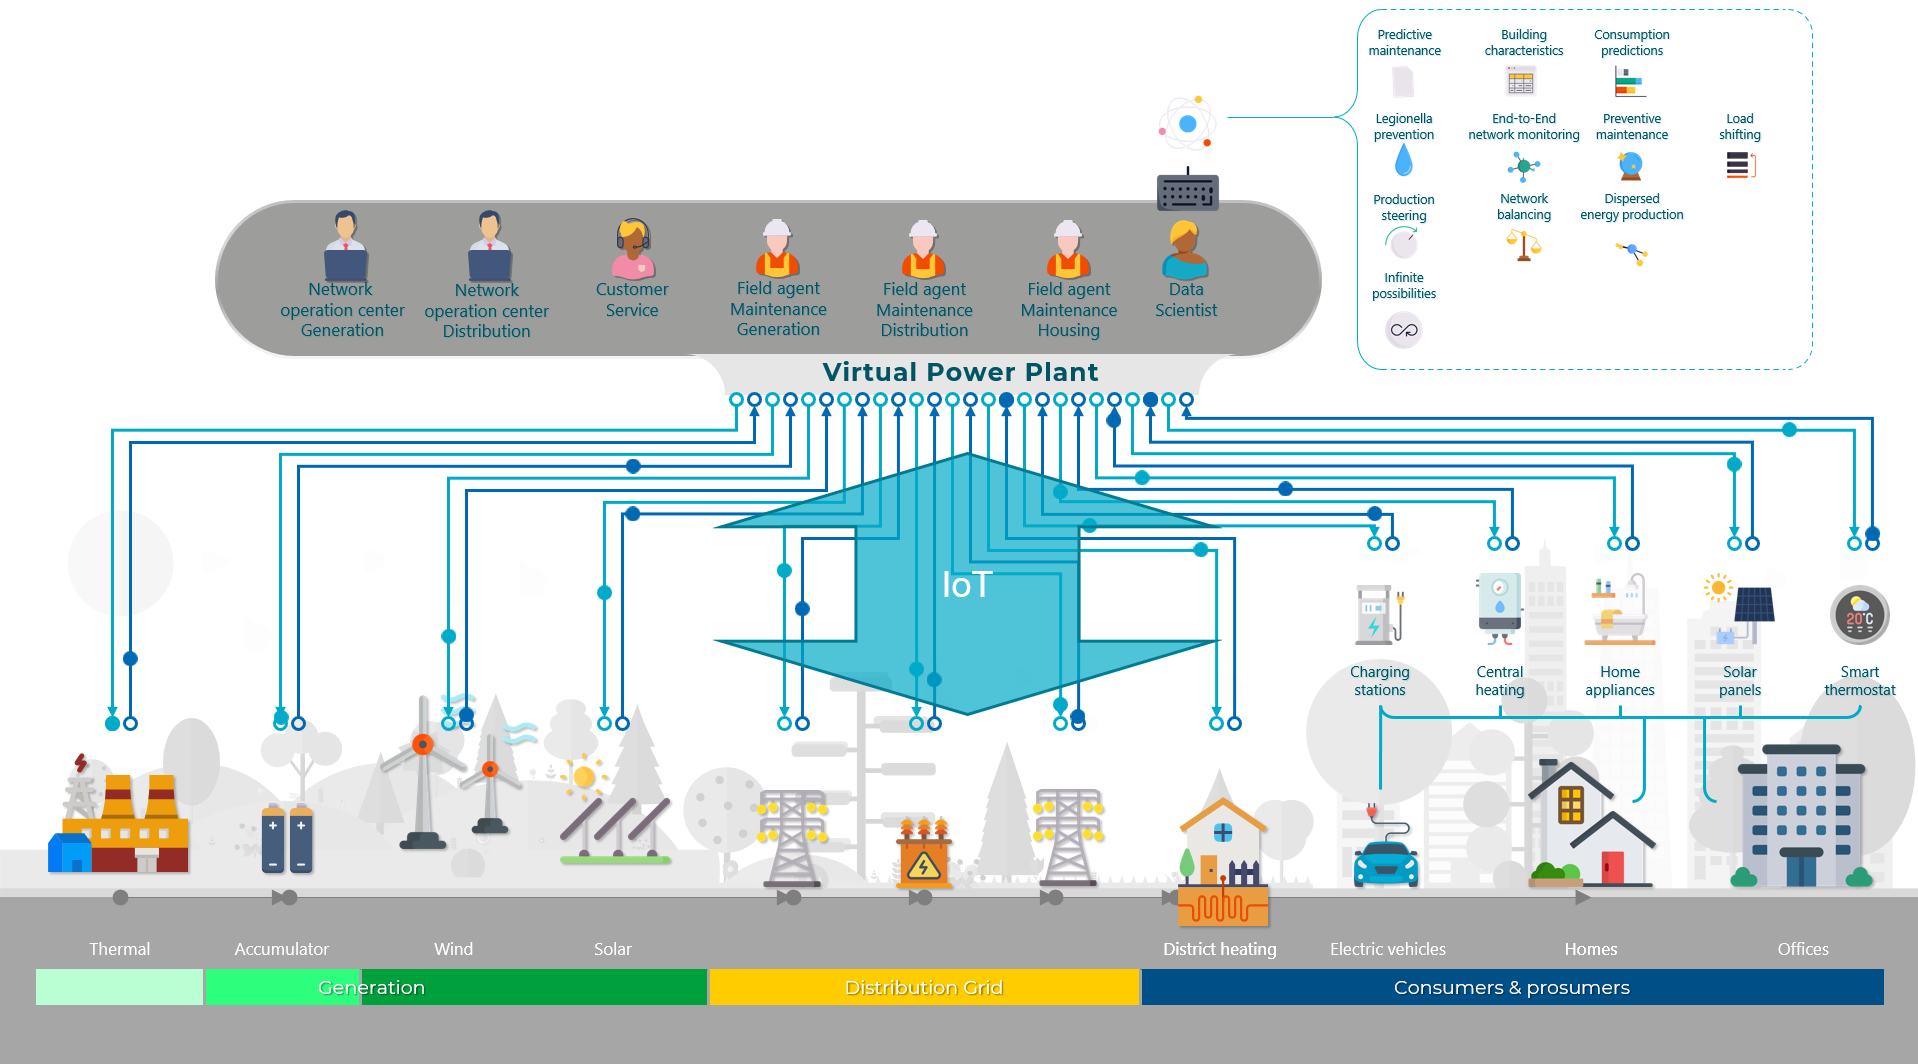 Predictive
maintenance
Building
characteristics
Consumption
predictions
Legionella
prevention
End-to-End
network monitoring
Preventive
maintenance
Load
shifting
Production
steering
Network
balancing
Dispersed
energy production
Infinite
possibilities
Network
operation center
Generation
Network
operation center
Distribution
Customer
Service
Field agent
Maintenance
Generation
Field agent
Maintenance
Distribution
Field agent
Maintenance
Housing
Data
Scientist
Virtual Power Plant
IoT
20°C
Charging
stations
Central
heating
Home
appliances
Solar
panels
Smart
thermostat
Thermal
Accumulator
Wind
Solar
District heating
Electric vehicles
Homes
Offices
Generation
Distribution Grid
Consumers & prosumers